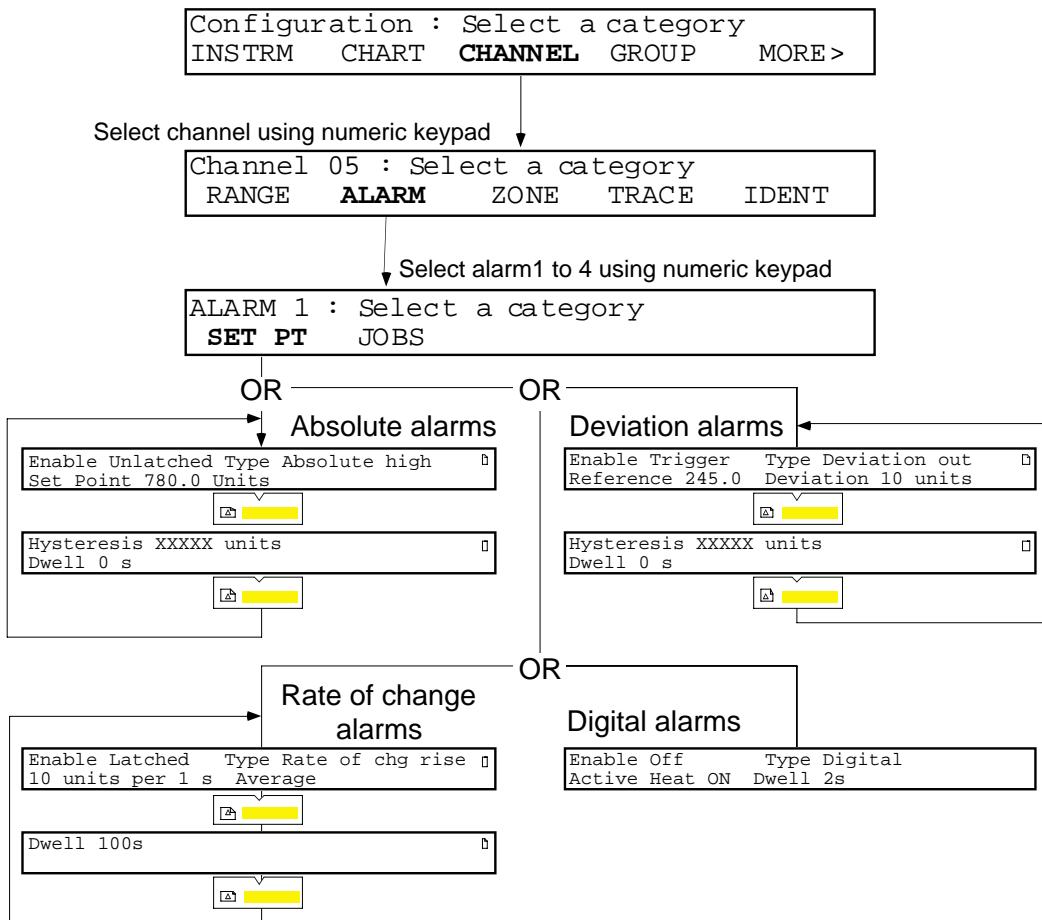 Configuration : Select a category
INSTRM CHART CHANNEL GROUP MORE>
Select channel using numeric keypad
Channel 05 : Select a category
RANGE ALARM ZONE TRACE IDENT
Select alarm1 to 4 using numeric keypad
ALARM 1 : Select a category
SET PT JOBS
OR OR
Absolute alarms
Enable Unlatched Type Absolute high
Set Point 780.0 Units
Hysteresis XXXXX units
Dwell 0 s
Deviation alarms
Enable Trigger Type Deviation out
Reference 245.0 Deviation 10 units
Hysteresis XXXXX units
Dwell 0 s
OR
Rate of change
alarms
Enable Latched Type Rate of chg rise
10 units per 1 s Average
Dwell 100s
Digital alarms
Enable Off Type Digital
Active Heat ON Dwell 2s